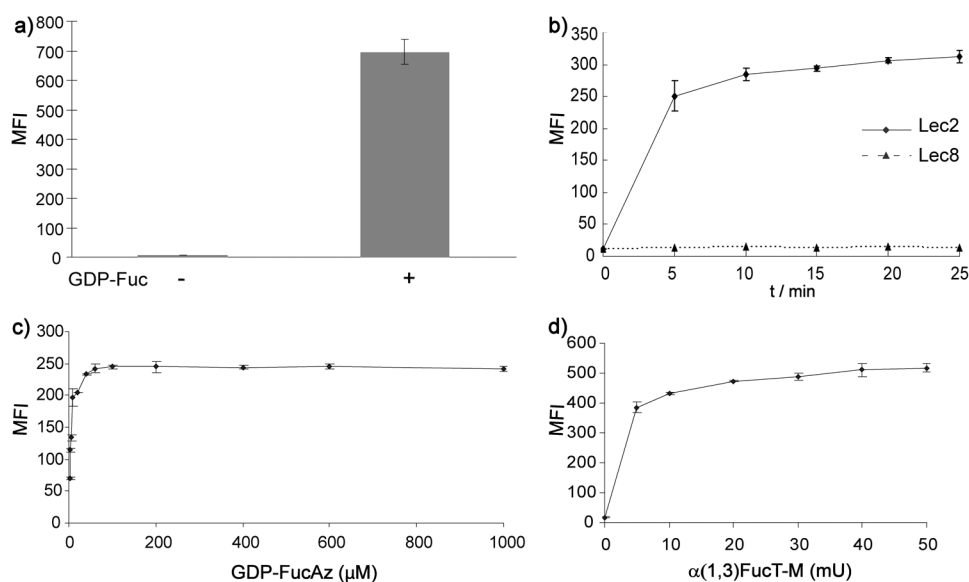 a)
800
700
600
500
400
300
200
100
0
MFI
GDP-Fuc - +
b)
350
300
250
200
150
100
50
0
MFI
Lec2
Lec8
0 5 10 15 20 25
t / min
c)
300
250
200
150
100
50
0
MFI
0 200 400 600 800 1000
GDP-FucAz (µM)
d)
600
500
400
300
200
100
0
MFI
0 10 20 30 40 50
α(1,3)FucT-M (mU)